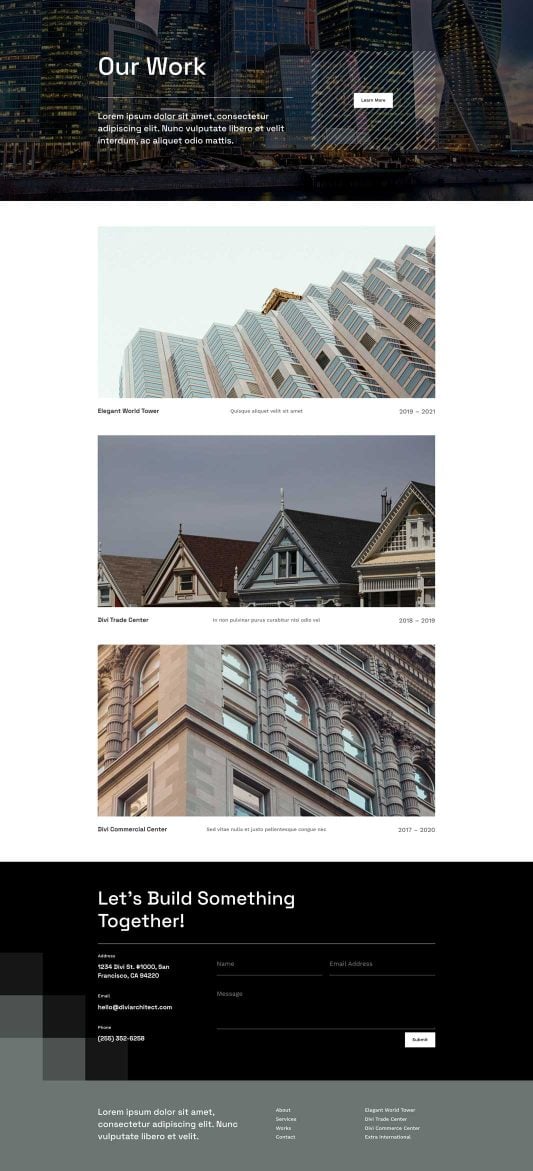 Our Work
Learn More
Lorem ipsum dolor sit amet, consectetur
adipiscing elit. Nunc vulputate libero et velit
interdum, ac aliquet odio mattis.
Elegant World Tower
Quisque aliquet velit sit amet
2019 – 2021
Divi Trade Center
In non pulvinar purus curabitur nisi odio vel
2018 – 2019
Divi Commercial Center
Sed vitae nulla et justo pellentesque congue nec
2017 – 2020
Let's Build Something
Together!
Address
1234 Divi St. #1000, San
Francisco, CA 94220
Email
hello@diviarchitect.com
Phone
(255) 352-6258
Name
Email Address
Message
Submit
Lorem ipsum dolor sit amet,
consectetur adipiscing elit. Nunc
vulputate libero et velit.
About
Services
Works
Contact
Elegant World Tower
Divi Trade Center
Divi Commerce Center
Extra International